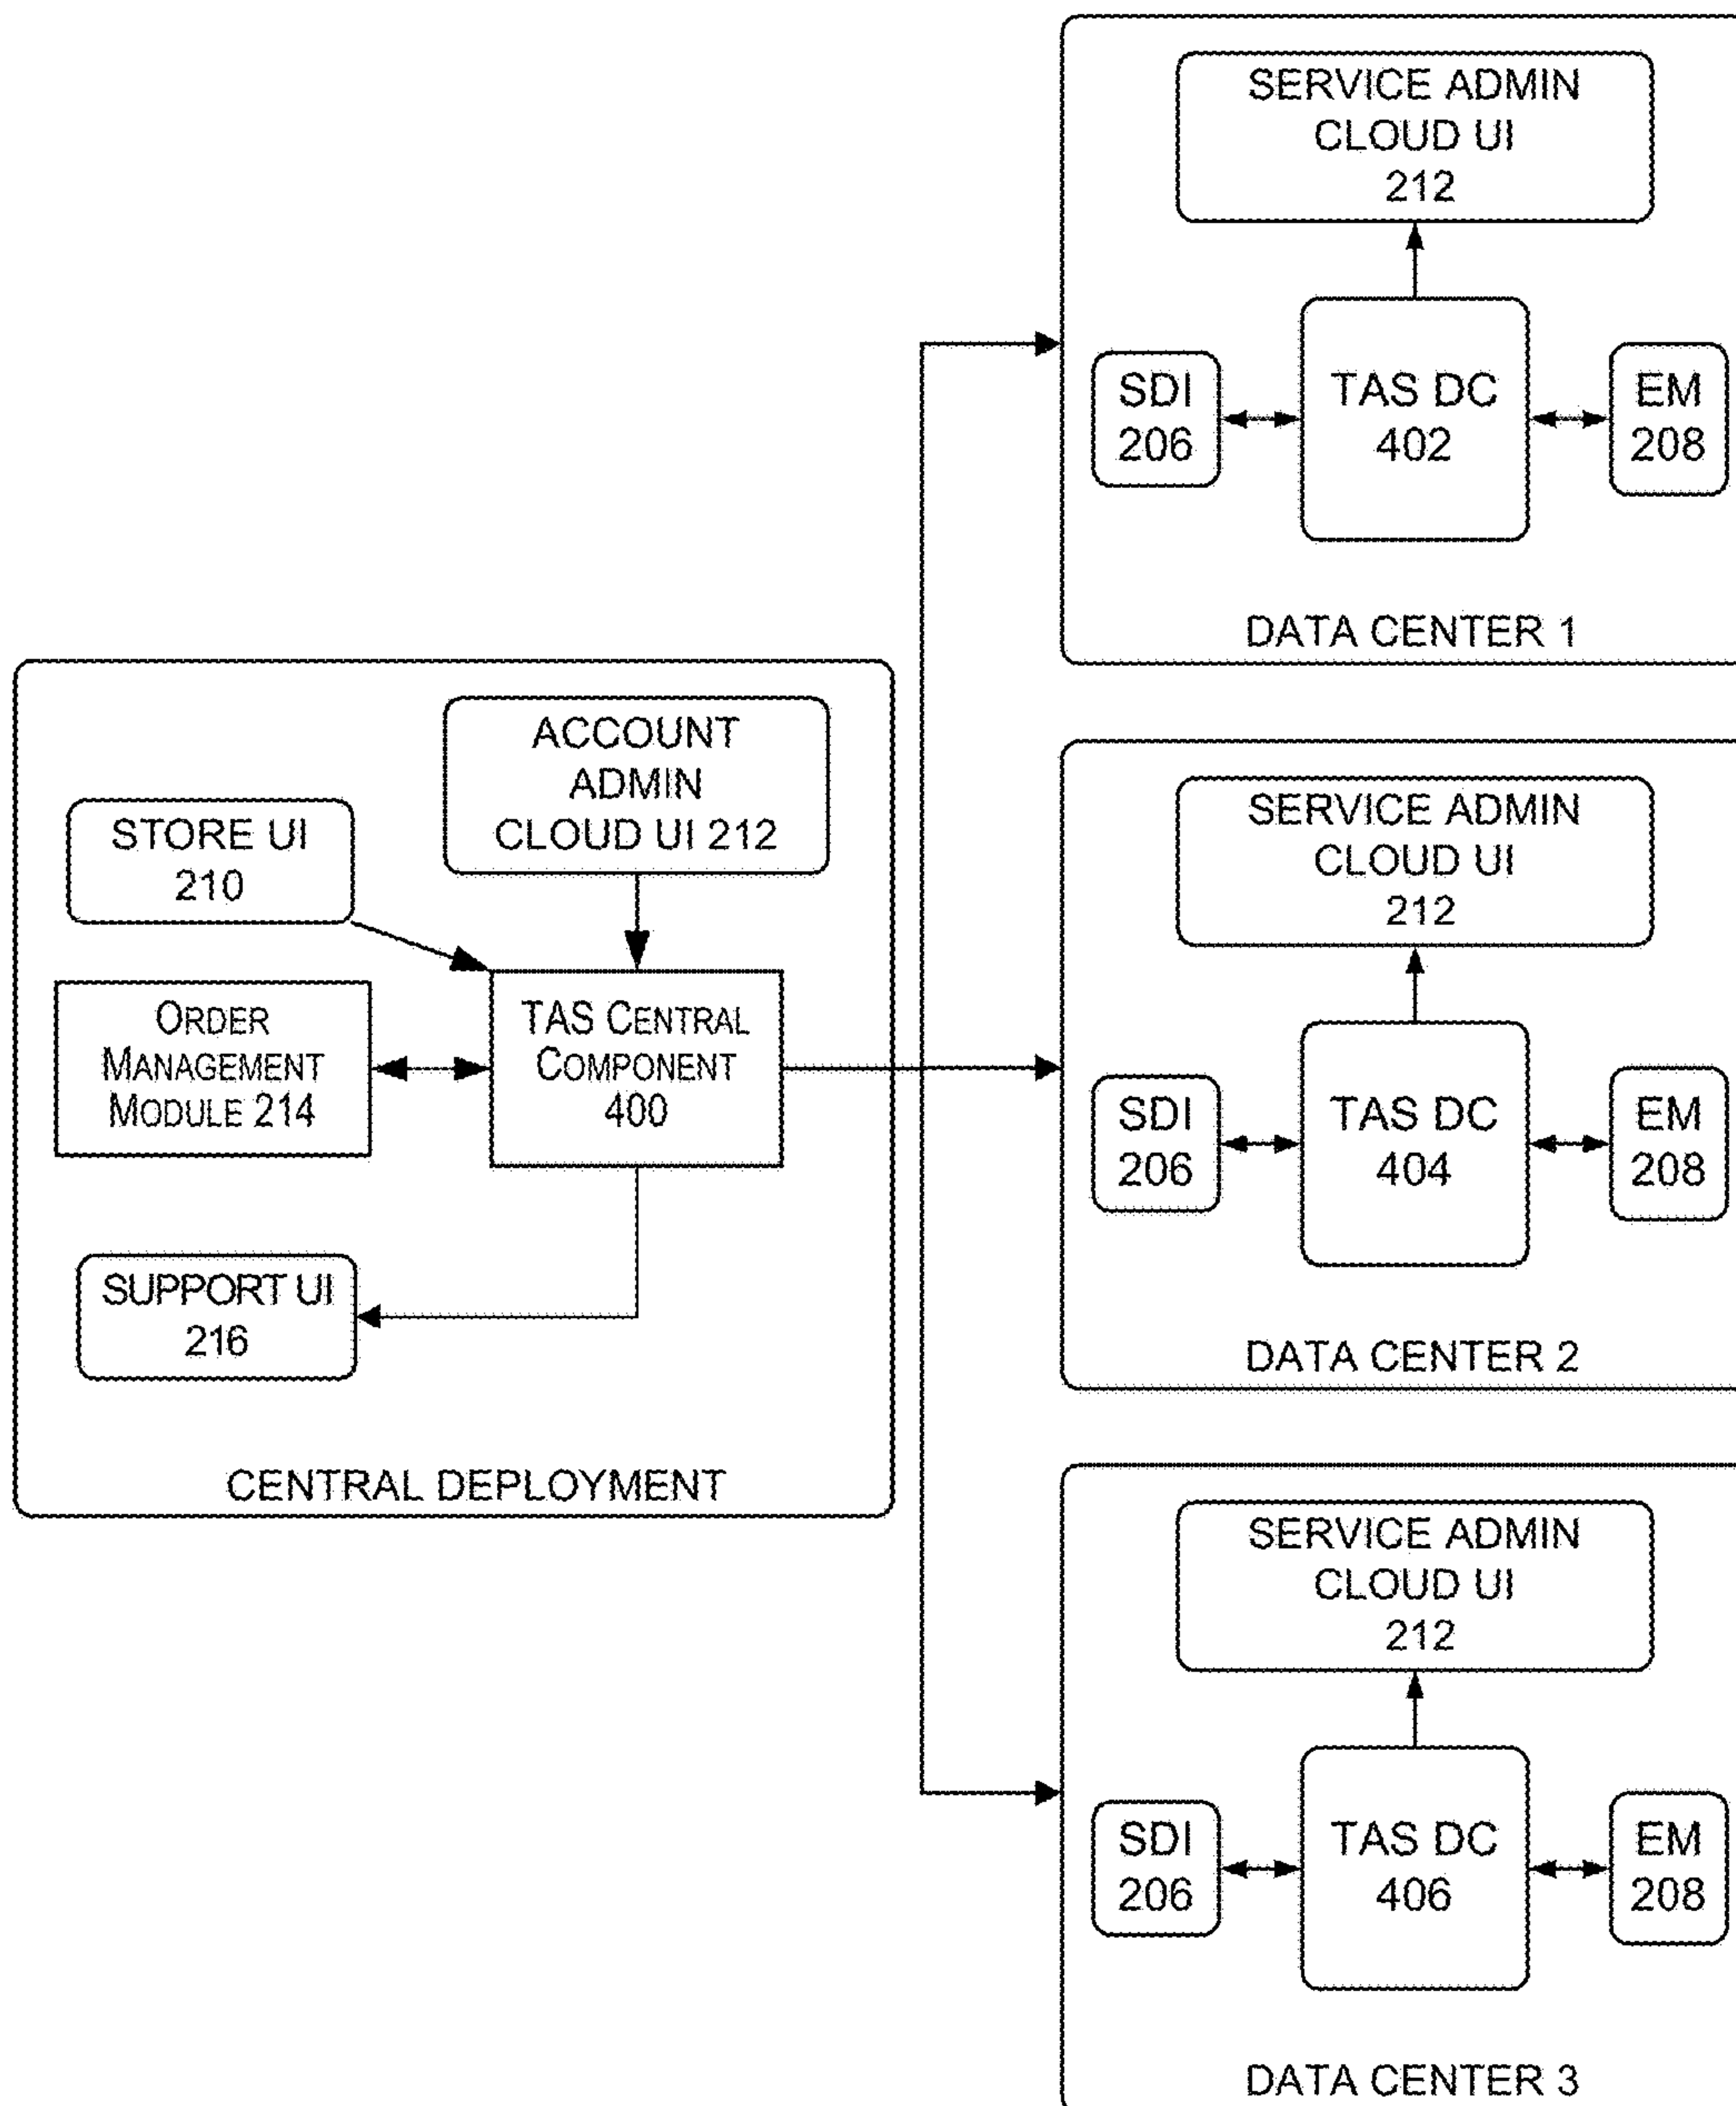 SERVICE ADMIN
CLOUD UI
212
SDI
206
TAS DC
402
EM
208
DATA CENTER 1
ACCOUNT
ADMIN
CLOUD UI 212
STORE UI
210
ORDER
MANAGEMENT
MODULE 214
TAS CENTRAL
COMPONENT
400
SUPPORT UI
216
CENTRAL DEPLOYMENT
SERVICE ADMIN
CLOUD UI
212
SDI
206
TAS DC
404
EM
208
DATA CENTER 2
SERVICE ADMIN
CLOUD UI
212
SDI
206
TAS DC
406
EM
208
DATA CENTER 3